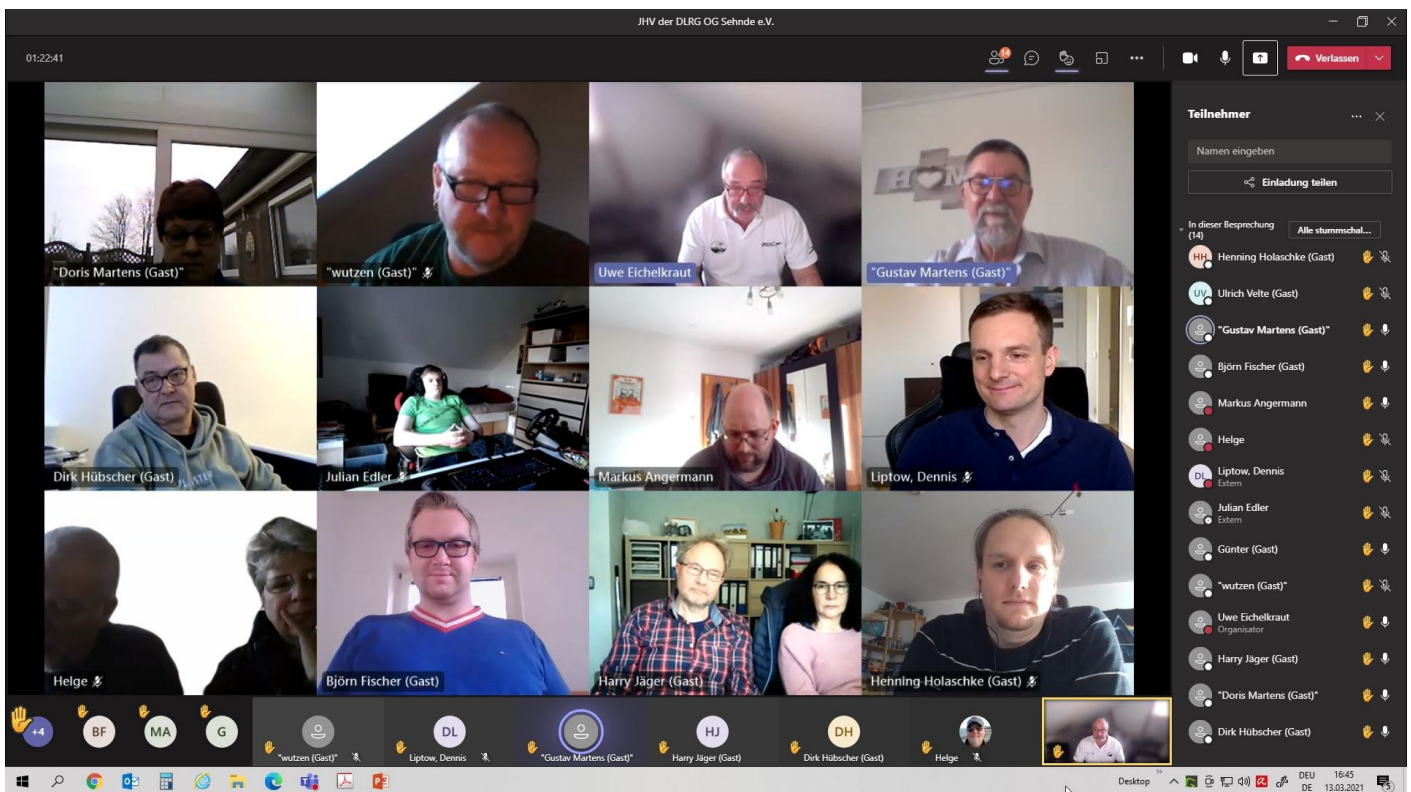 JHV der DLRG OG Sehnde e.V.
01:22:41
14
Verlassen
"Doris Martens (Gast)"
"wutzen (Gast)"
Uwe Eichelkraut
"Gustav Martens (Gast)"
Dirk Hübscher (Gast)
Julian Edler
Markus Angermann
Liptow, Dennis
Helge
Björn Fischer (Gast)
Harry Jäger (Gast)
Henning Holaschke (Gast)
Teilnehmer
Namen eingeben
Einladung teilen
In dieser Besprechung
(14)
Alle stummschal...
HH
Henning Holaschke (Gast)
UV
Ulrich Velte (Gast)
"Gustav Martens (Gast)"
Björn Fischer (Gast)
Markus Angermann
Helge
DL
Liptow, Dennis
Extern
Julian Edler
Extern
Günter (Gast)
"wutzen (Gast)"
Uwe Eichelkraut
Organisator
Harry Jäger (Gast)
"Doris Martens (Gast)"
Dirk Hübscher (Gast)
+4
BF
MA
G
"wutzen (Gast)"
DL
Liptow, Dennis
"Gustav Martens (Gast)"
HJ
Harry Jäger (Gast)
DH
Dirk Hübscher (Gast)
Helge
Desktop
DEU
DE
16:45
13.03.2021
5